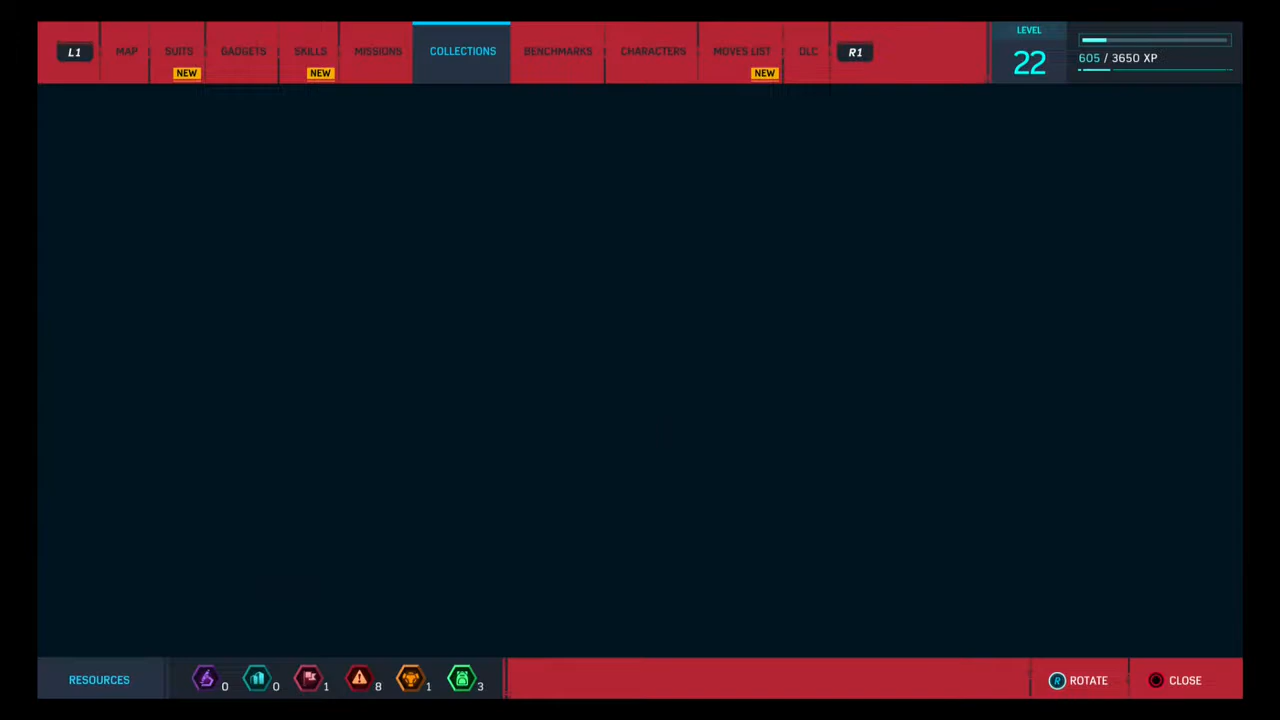 L1 MAP SUITS GADGETS SKILLS MISSIONS COLLECTIONS BENCHMARKS CHARACTERS MOVES LIST DLC R1
NEW NEW NEW
LEVEL
22
605 / 3650 XP
RESOURCES 0 0 1 8 1 3 R ROTATE CLOSE